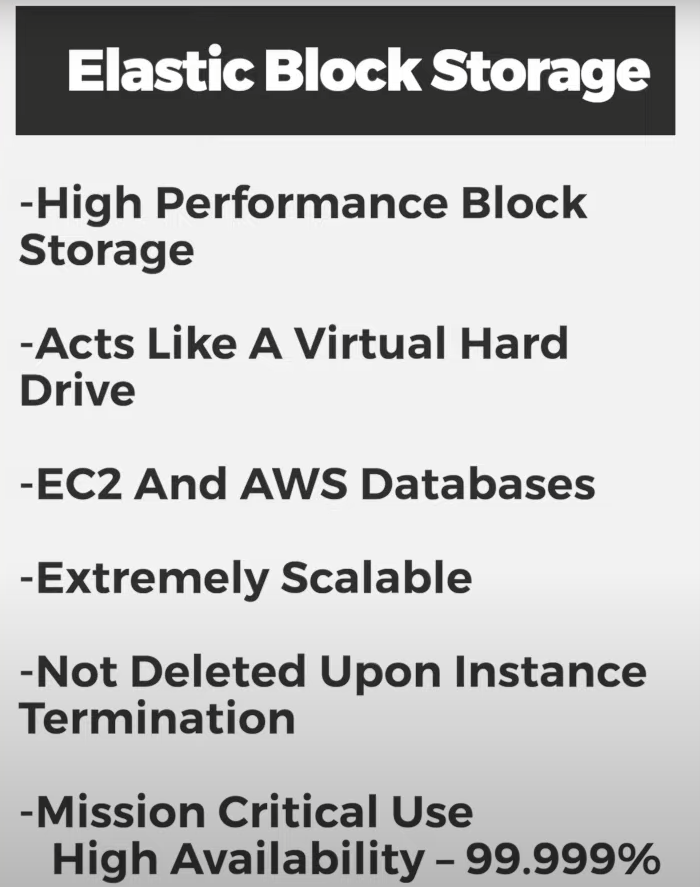 Elastic Block Storage
-High Performance Block
Storage
-Acts Like A Virtual Hard
Drive
-EC2 And AWS Databases
-Extremely Scalable
-Not Deleted Upon Instance
Termination
-Mission Critical Use
High Availability – 99.999%